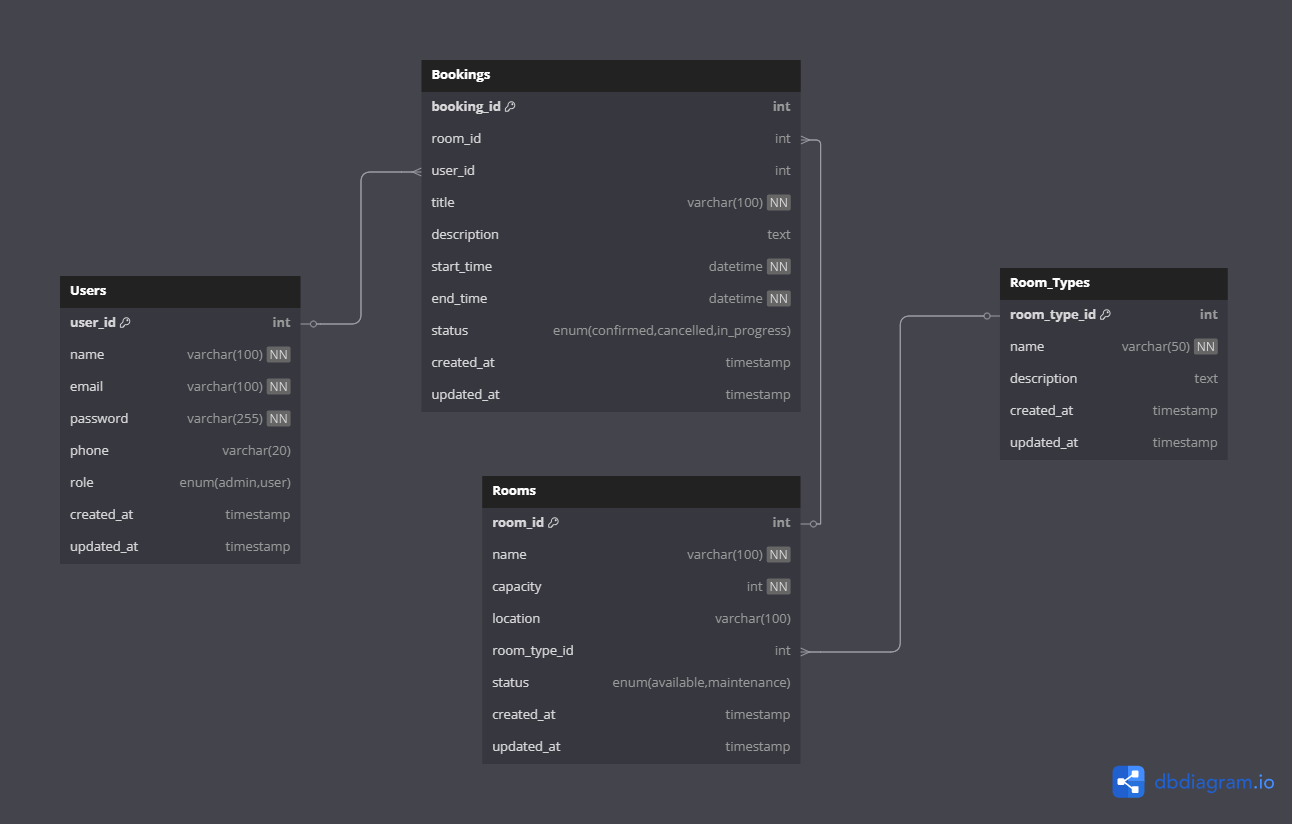 Bookings
booking_id int
room_id int
user_id int
title varchar(100) NN
description text
start_time datetime NN
end_time datetime NN
status enum(confirmed,cancelled,in_progress)
created_at timestamp
updated_at timestamp
Users
user_id int
name varchar(100) NN
email varchar(100) NN
password varchar(255) NN
phone varchar(20)
role enum(admin,user)
created_at timestamp
updated_at timestamp
Rooms
room_id int
name varchar(100) NN
capacity int NN
location varchar(100)
room_type_id int
status enum(available,maintenance)
created_at timestamp
updated_at timestamp
Room_Types
room_type_id int
name varchar(50) NN
description text
created_at timestamp
updated_at timestamp
dbdiagram.io